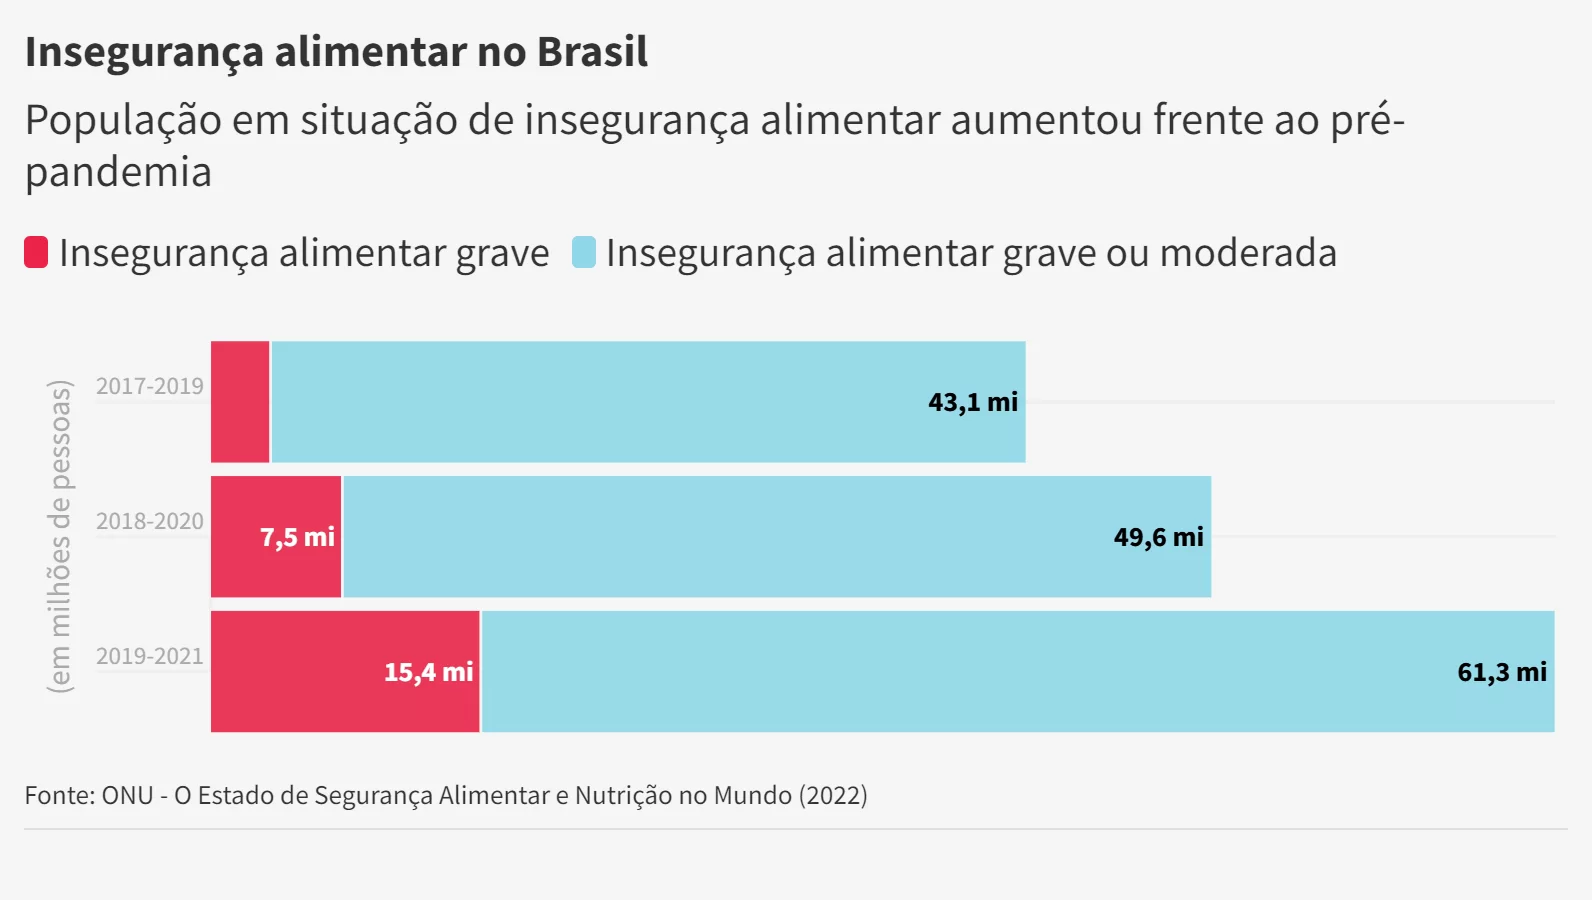 Insegurança alimentar no Brasil
População em situação de insegurança alimentar aumentou frente ao pré-
pandemia
Insegurança alimentar grave Insegurança alimentar grave ou moderada
(em milhões de pessoas)
2017-2019 43,1 mi
2018-2020 7,5 mi 49,6 mi
2019-2021 15,4 mi 61,3 mi
Fonte: ONU - O Estado de Segurança Alimentar e Nutrição no Mundo (2022)